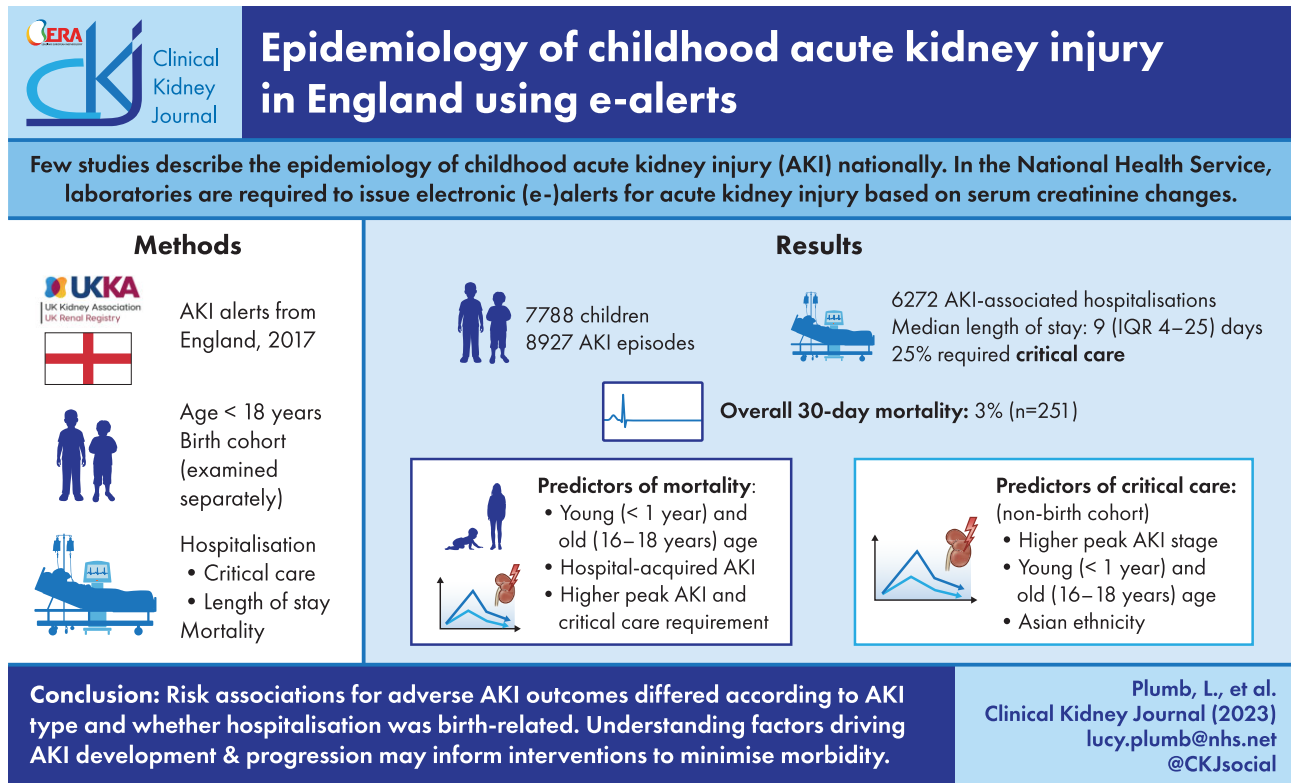 ERA
CKJ
Clinical
Kidney
Journal
Epidemiology of childhood acute kidney injury
in England using e-alerts
Few studies describe the epidemiology of childhood acute kidney injury (AKI) nationally. In the National Health Service,
laboratories are required to issue electronic (e-)alerts for acute kidney injury based on serum creatinine changes.
Methods
UKKA
UK Kidney Association
UK Renal Registry
AKI alerts from
England, 2017
Age < 18 years
Birth cohort
(examined
separately)
Hospitalisation
• Critical care
• Length of stay
Mortality
Results
7788 children
8927 AKI episodes
6272 AKI-associated hospitalisations
Median length of stay: 9 (IQR 4–25) days
25% required critical care
Overall 30-day mortality: 3% (n=251)
Predictors of mortality:
• Young (< 1 year) and
old (16–18 years) age
• Hospital-acquired AKI
• Higher peak AKI and
critical care requirement
Predictors of critical care:
(non-birth cohort)
• Higher peak AKI stage
• Young (< 1 year) and
old (16–18 years) age
• Asian ethnicity
Conclusion: Risk associations for adverse AKI outcomes differed according to AKI
type and whether hospitalisation was birth-related. Understanding factors driving
AKI development & progression may inform interventions to minimise morbidity.
Plumb, L., et al.
Clinical Kidney Journal (2023)
lucy.plumb@nhs.net
@CKJsocial